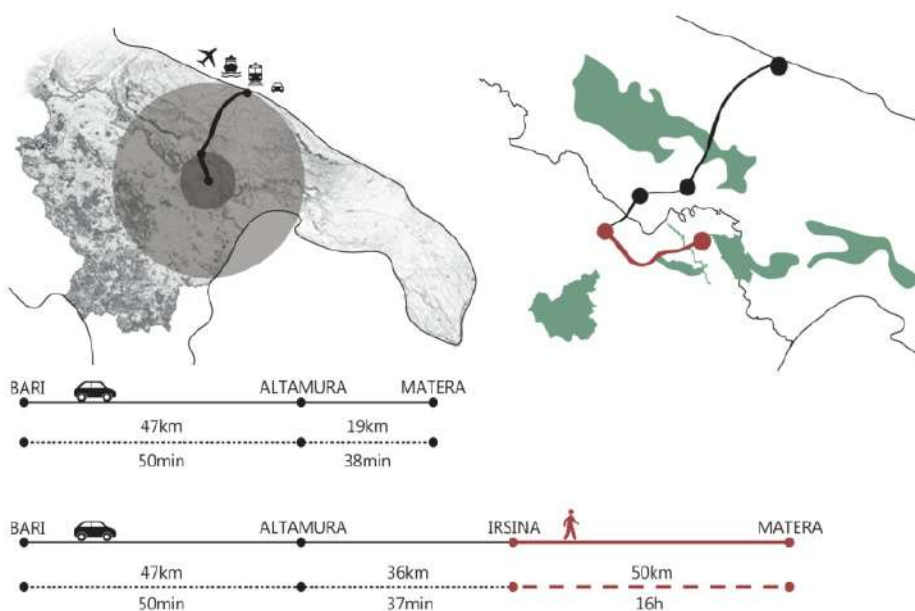 BARI ALTAMURA MATERA
47km 19km
50min 38min
BARI ALTAMURA IRSINA MATERA
47km 36km 50km
50min 37min 16h